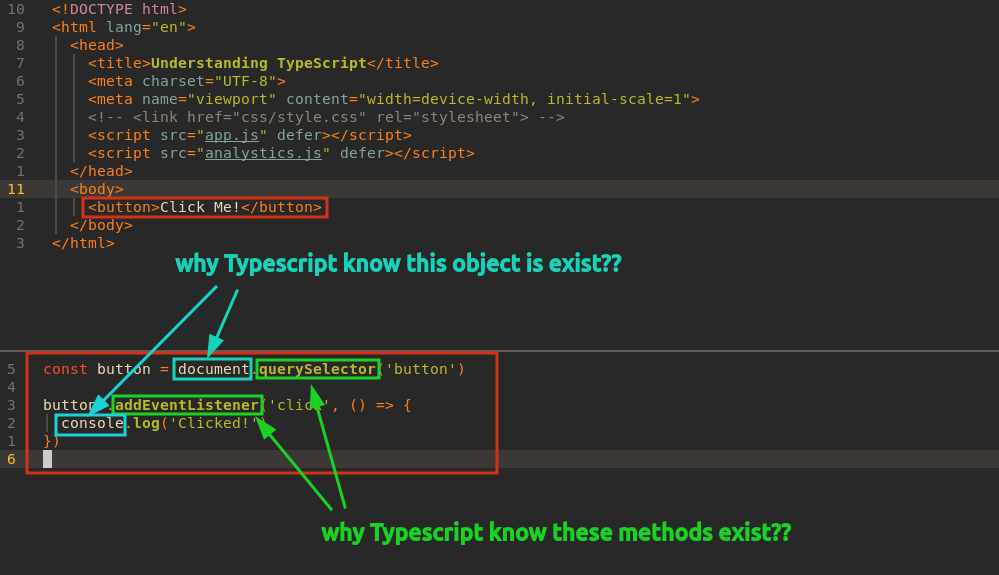 10 <!DOCTYPE html>
9 <html lang="en">
8 <head>
7 <title>Understanding TypeScript</title>
6 <meta charset="UTF-8">
5 <meta name="viewport" content="width=device-width, initial-scale=1">
4 <!-- <link href="css/style.css" rel="stylesheet"> -->
3 <script src="app.js" defer></script>
2 <script src="analystics.js" defer></script>
1 </head>
11 <body>
1 <button>Click Me!</button>
2 </body>
3 </html>
why Typescript know this object is exist??
5 const button = document.querySelector('button')
4
3 button.addEventListener('click', () => {
2 console.log('Clicked!')
1 })
6
why Typescript know these methods exist??